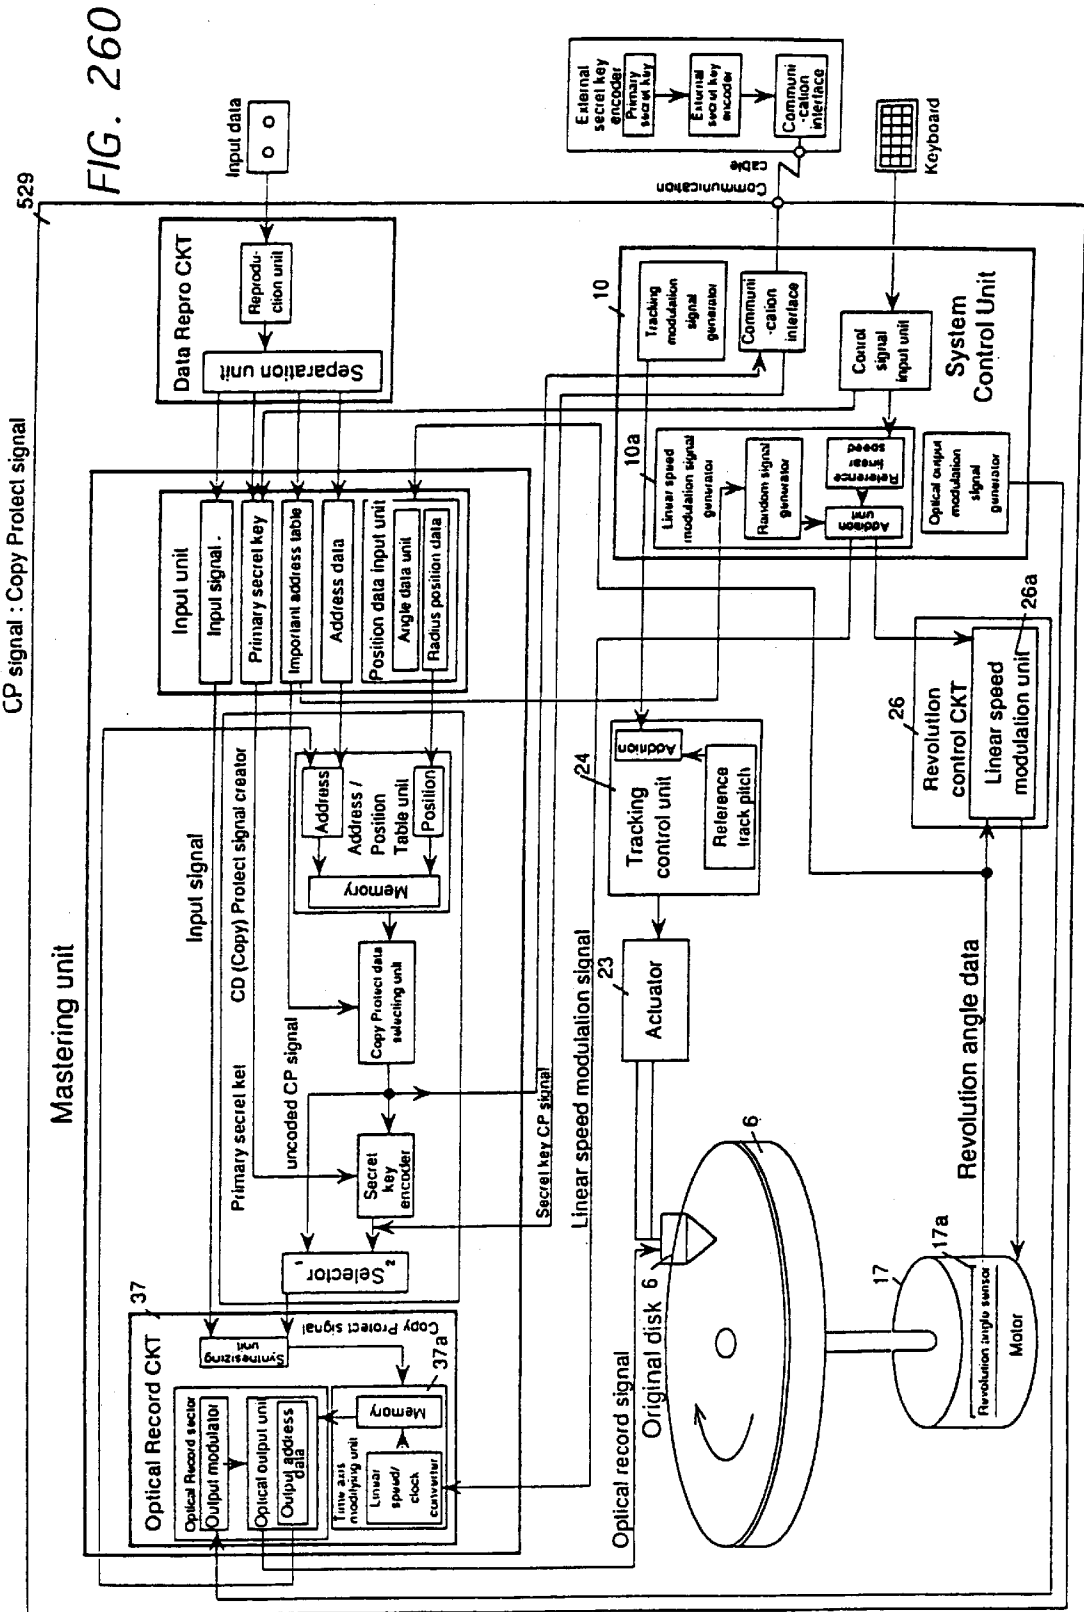 FIG. 260
CP signal : Copy Protect signal
529
Input data
Data Repro CKT
Reprodu-
ction unit
Separation unit
External
secret key
encoder
Primary
secret key
External
secret key
encoder
Communi
-cation
interface
Communication
cable
Keyboard
Mastering unit
Input unit
Input signal.
Primary secret key
Important address table
Address data
Position data input unit
Angle data unit
Radius position data
10
Tracking
modulation
signal
generator
Communi
-cation
interface
Control
signal
input unit
System
Control Unit
10a
Linear speed
modulation signal
generator
Random signal
generator
Reference
linear
speed
Addition
unit
Optical output
modulation
signal
generator
Input signal
CD (Copy) Protect signal creator
Primary secret ket
uncoded CP signal
Address
Address /
Position
Table unit
Position
Memory
Copy Protect data
selecting unit
Secret
key
encoder
Selector
1
2
Secret key CP signal
Linear speed modulation signal
37
Optical Record CKT
Synthesizing
unit
Copy Protect signal
Optical Record sector
Output modulator
Optical output unit
Output address
data
37a
Time axis
modifying unit
Memory
Linear
speed/
clock
converter
24
Tracking
control unit
Addition
Reference
track pitch
23
Actuator
26
Revolution
control CKT
Linear speed
modulation unit
26a
Optical record signal
Original disk 6
6
6
Revolution angle data
17
17a
Revolution angle sensor
Motor